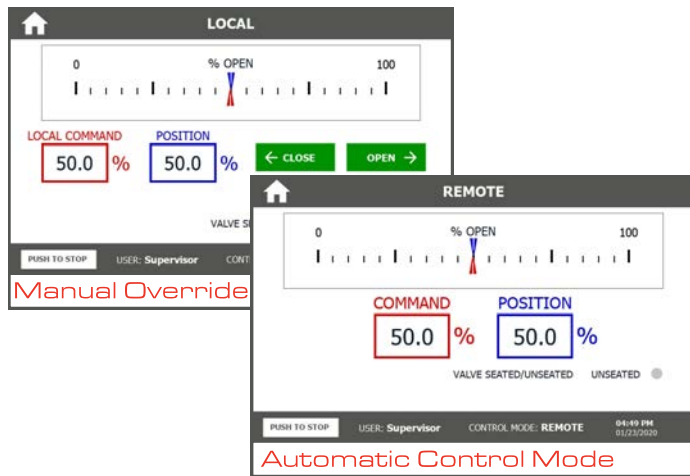 LOCAL
0 % OPEN 100
LOCAL COMMAND POSITION
50.0 % 50.0 % ← CLOSE OPEN →
VALVE
PUSH TO STOP USER: Supervisor
Manual Override
REMOTE
0 % OPEN 100
COMMAND POSITION
50.0 % 50.0 %
VALVE SEATED/UNSEATED UNSEATED
PUSH TO STOP USER: Supervisor CONTROL MODE: REMOTE 04:49 PM
01/23/2020
Automatic Control Mode